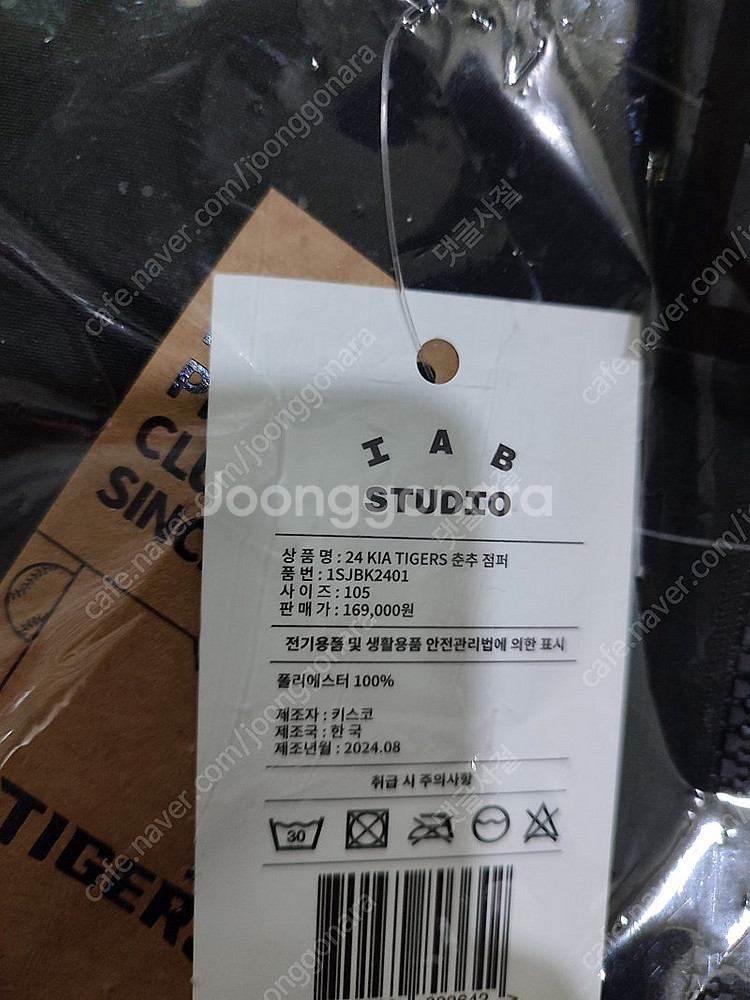 cafe.naver.com/joonggonara
댓글사절
CLU
SINC
TIGERS
I A B
STUDIO
Joonggonara
상 품 명 : 24 KIA TIGERS 춘추 점퍼
품 번 : 1SJBK2401
사 이 즈 : 105
판 매 가 : 169,000원
전기용품 및 생활용품 안전관리법에 의한 표시
폴리에스터 100%
제조자 : 키스코
제조국 : 한 국
제조년월 : 2024.08
취급 시 주의사항
30